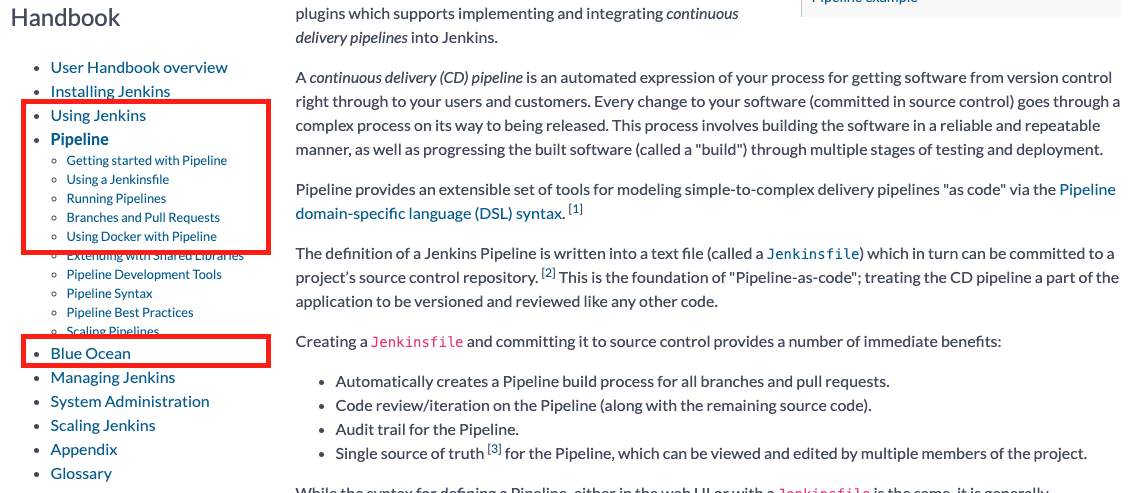 Handbook
User Handbook overview
Installing Jenkins
Using Jenkins
Pipeline
Getting started with Pipeline
Using a Jenkinsfile
Running Pipelines
Branches and Pull Requests
Using Docker with Pipeline
Extending with Shared Libraries
Pipeline Development Tools
Pipeline Syntax
Pipeline Best Practices
Scaling Pipelines
Blue Ocean
Managing Jenkins
System Administration
Scaling Jenkins
Appendix
Glossary
Pipeline example
plugins which supports implementing and integrating continuous
delivery pipelines into Jenkins.
A continuous delivery (CD) pipeline is an automated expression of your process for getting software from version control
right through to your users and customers. Every change to your software (committed in source control) goes through a
complex process on its way to being released. This process involves building the software in a reliable and repeatable
manner, as well as progressing the built software (called a "build") through multiple stages of testing and deployment.
Pipeline provides an extensible set of tools for modeling simple-to-complex delivery pipelines "as code" via the Pipeline
domain-specific language (DSL) syntax. [1]
The definition of a Jenkins Pipeline is written into a text file (called a Jenkinsfile) which in turn can be committed to a
project’s source control repository. [2] This is the foundation of "Pipeline-as-code"; treating the CD pipeline a part of the
application to be versioned and reviewed like any other code.
Creating a Jenkinsfile and committing it to source control provides a number of immediate benefits:
Automatically creates a Pipeline build process for all branches and pull requests.
Code review/iteration on the Pipeline (along with the remaining source code).
Audit trail for the Pipeline.
Single source of truth [3] for the Pipeline, which can be viewed and edited by multiple members of the project.
While the syntax for defining a Pipeline, either in the web UI or with a Jenkinsfile is the same, it is generally